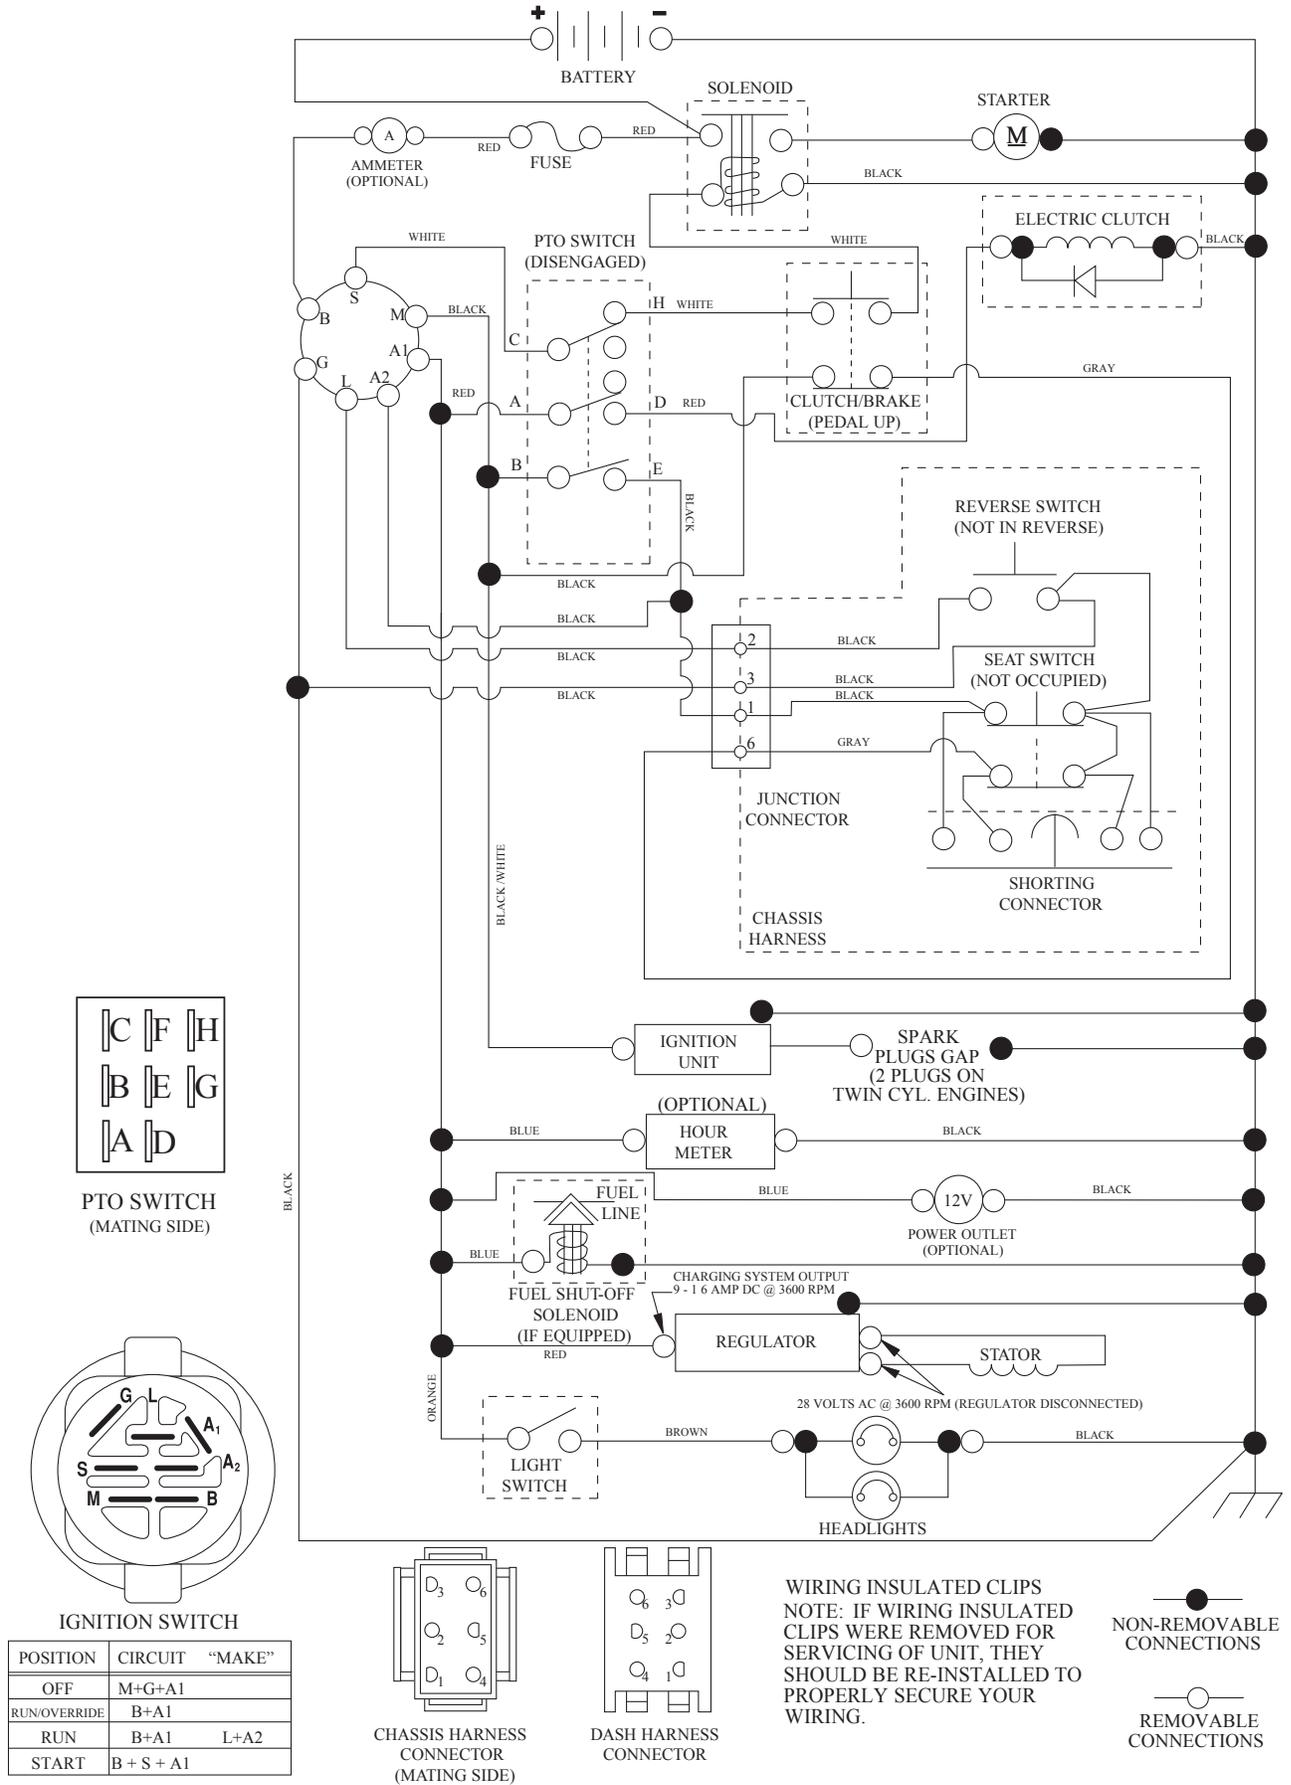 + −
BATTERY
SOLENOID
STARTER
M
A
AMMETER
(OPTIONAL)
RED
FUSE
RED
BLACK
ELECTRIC CLUTCH
BLACK
WHITE
PTO SWITCH
(DISENGAGED)
WHITE
S
B
M
BLACK
G
A1
L
A2
C
H
WHITE
RED
A
D
RED
B
E
BLACK
CLUTCH/BRAKE
(PEDAL UP)
GRAY
REVERSE SWITCH
(NOT IN REVERSE)
BLACK
BLACK
BLACK
BLACK
2
BLACK
3
BLACK
1
BLACK
6
GRAY
SEAT SWITCH
(NOT OCCUPIED)
JUNCTION
CONNECTOR
SHORTING
CONNECTOR
CHASSIS
HARNESS
BLACK /WHITE
IGNITION
UNIT
SPARK
PLUGS GAP
(2 PLUGS ON
TWIN CYL. ENGINES)
(OPTIONAL)
BLUE
HOUR
METER
BLACK
C F H
B E G
A D
PTO SWITCH
(MATING SIDE)
BLACK
FUEL
LINE
BLUE
12V
BLACK
POWER OUTLET
(OPTIONAL)
BLUE
FUEL SHUT-OFF
SOLENOID
(IF EQUIPPED)
CHARGING SYSTEM OUTPUT
9 - 1 6 AMP DC @ 3600 RPM
RED
REGULATOR
STATOR
28 VOLTS AC @ 3600 RPM (REGULATOR DISCONNECTED)
ORANGE
LIGHT
SWITCH
BROWN
BLACK
HEADLIGHTS
G L
A1
S
A2
M
B
IGNITION SWITCH
POSITION CIRCUIT “MAKE”
OFF M+G+A1
RUN/OVERRIDE B+A1
RUN B+A1 L+A2
START B + S + A1
3 6
2 5
1 4
CHASSIS HARNESS
CONNECTOR
(MATING SIDE)
6 3
5 2
4 1
DASH HARNESS
CONNECTOR
WIRING INSULATED CLIPS
NOTE: IF WIRING INSULATED
CLIPS WERE REMOVED FOR
SERVICING OF UNIT, THEY
SHOULD BE RE-INSTALLED TO
PROPERLY SECURE YOUR
WIRING.
NON-REMOVABLE
CONNECTIONS
REMOVABLE
CONNECTIONS